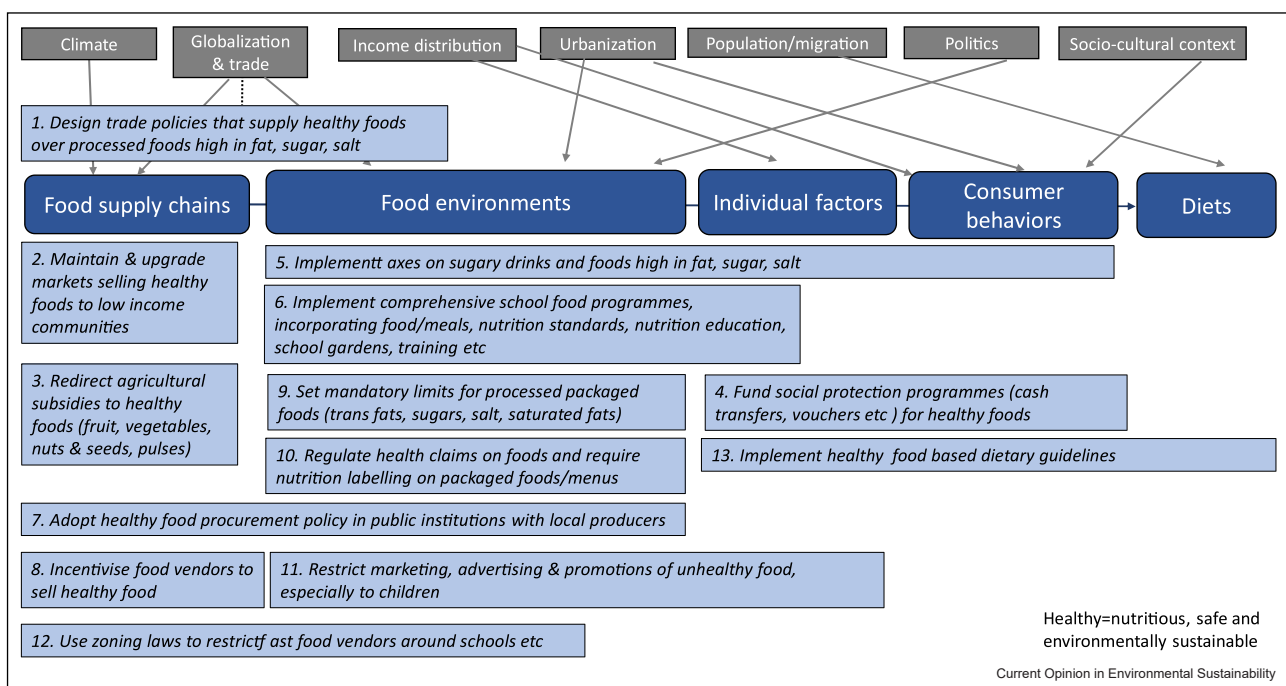 Climate
Globalization
& trade
Income distribution
Urbanization
Population/migration
Politics
Socio-cultural context
1. Design trade policies that supply healthy foods
over processed foods high in fat, sugar, salt
Food supply chains
Food environments
Individual factors
Consumer
behaviors
Diets
2. Maintain & upgrade
markets selling healthy
foods to low income
communities
5. Implementt axes on sugary drinks and foods high in fat, sugar, salt
6. Implement comprehensive school food programmes,
incorporating food/meals, nutrition standards, nutrition education,
school gardens, training etc
3. Redirect agricultural
subsidies to healthy
foods (fruit, vegetables,
nuts & seeds, pulses)
9. Set mandatory limits for processed packaged
foods (trans fats, sugars, salt, saturated fats)
4. Fund social protection programmes (cash
transfers, vouchers etc ) for healthy foods
10. Regulate health claims on foods and require
nutrition labelling on packaged foods/menus
13. Implement healthy  food based dietary guidelines
7. Adopt healthy food procurement policy in public institutions with local producers
8. Incentivise food vendors to
sell healthy food
11. Restrict marketing, advertising & promotions of unhealthy food,
especially to children
12. Use zoning laws to restrictf ast food vendors around schools etc
Healthy=nutritious, safe and
environmentally sustainable
Current Opinion in Environmental Sustainability